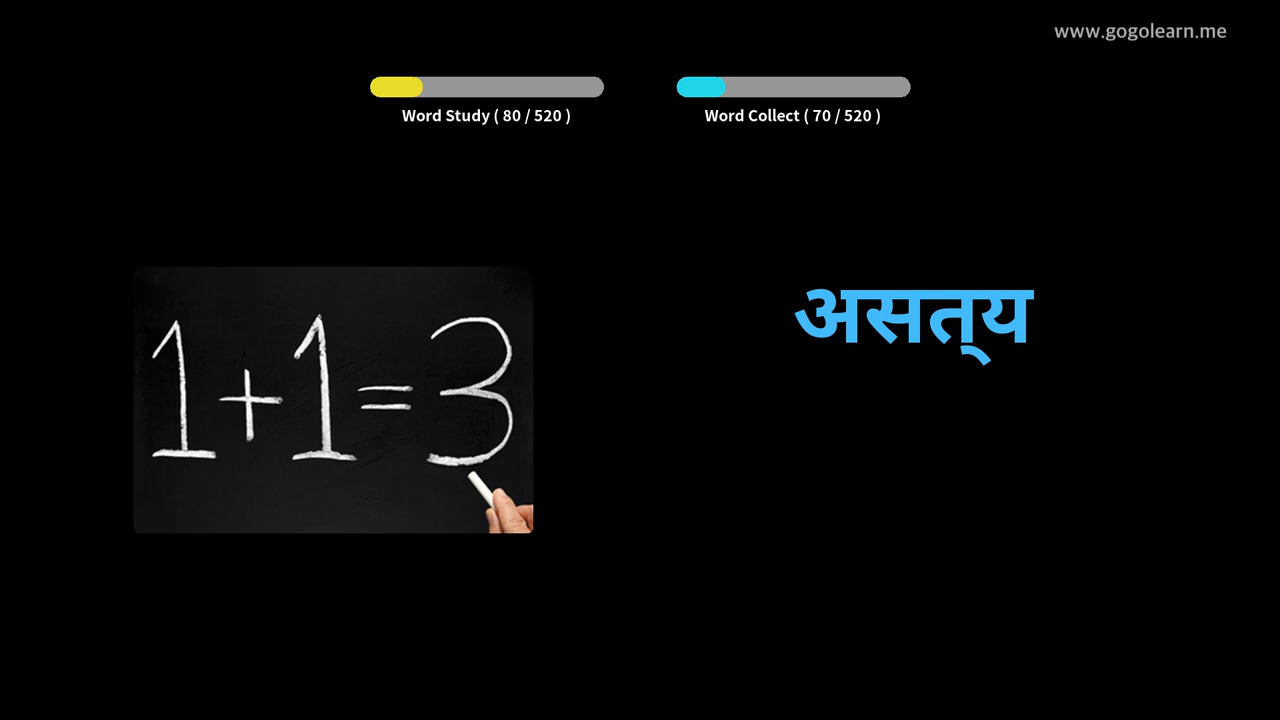 www.gogolearn.me
Word Study ( 80 / 520 )
Word Collect ( 70 / 520 )
1+1=3
असत्‌य